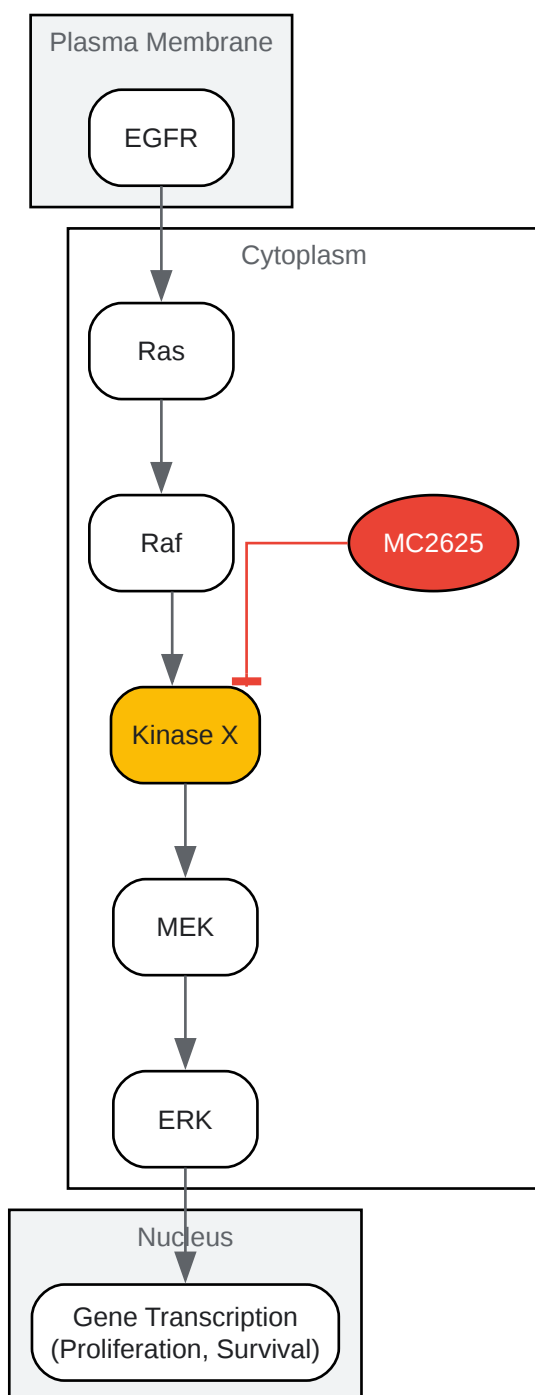 Plasma Membrane
EGFR
Cytoplasm
Ras
Raf
MC2625
Kinase X
MEK
ERK
Nucleus
Gene Transcription
(Proliferation, Survival)